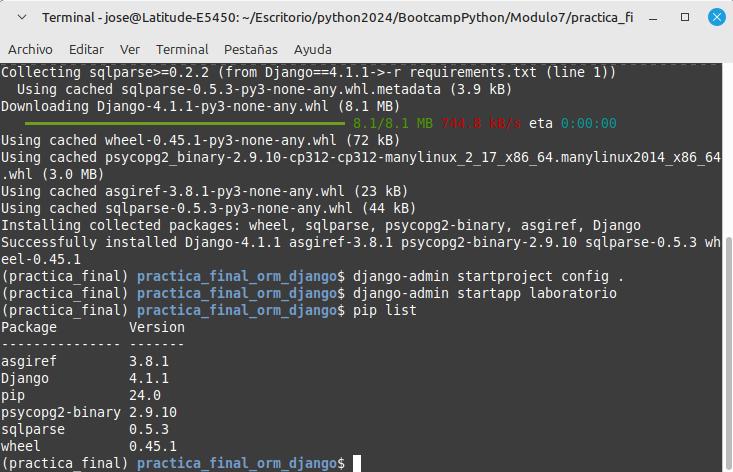 Terminal - jose@Latitude-E5450: ~/Escritorio/python2024/BootcampPython/Modulo7/practica_fi
Archivo Editar Ver Terminal Pestañas Ayuda
Collecting sqlparse>=0.2.2 (from Django==4.1.1->-r requirements.txt (line 1))
  Using cached sqlparse-0.5.3-py3-none-any.whl.metadata (3.9 kB)
Downloading Django-4.1.1-py3-none-any.whl (8.1 MB)
8.1/8.1 MB 744.8 kB/s eta 0:00:00
Using cached wheel-0.45.1-py3-none-any.whl (72 kB)
Using cached psycopg2_binary-2.9.10-cp312-cp312-manylinux_2_17_x86_64.manylinux2014_x86_64
.whl (3.0 MB)
Using cached asgiref-3.8.1-py3-none-any.whl (23 kB)
Using cached sqlparse-0.5.3-py3-none-any.whl (44 kB)
Installing collected packages: wheel, sqlparse, psycopg2-binary, asgiref, Django
Successfully installed Django-4.1.1 asgiref-3.8.1 psycopg2-binary-2.9.10 sqlparse-0.5.3 wh
eel-0.45.1
(practica_final) practica_final_orm_django$ django-admin startproject config .
(practica_final) practica_final_orm_django$ django-admin startapp laboratorio
(practica_final) practica_final_orm_django$ pip list
Package         Version
--------------- -------
asgiref         3.8.1
Django          4.1.1
pip             24.0
psycopg2-binary 2.9.10
sqlparse        0.5.3
wheel           0.45.1
(practica_final) practica_final_orm_django$